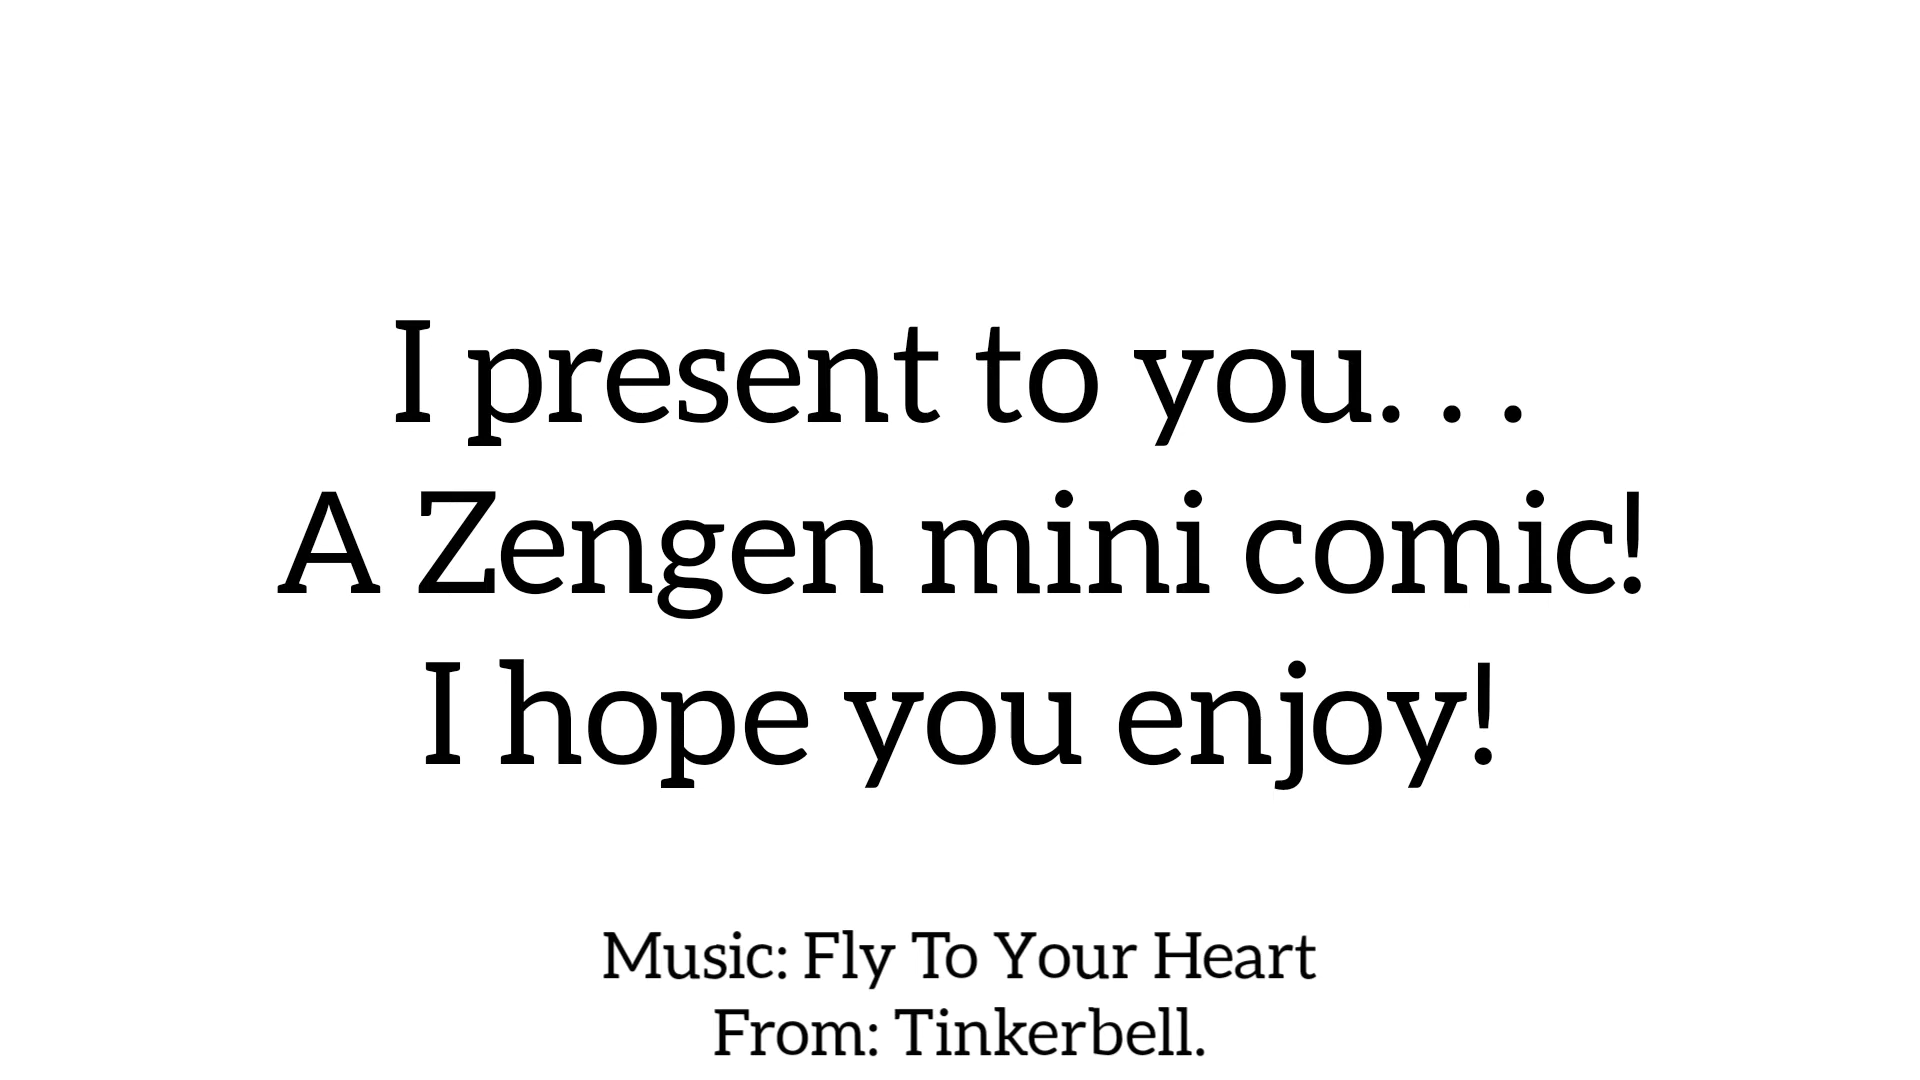 I present to you. . .
A Zengen mini comic!
I hope you enjoy!
Music: Fly To Your Heart
From: Tinkerbell.